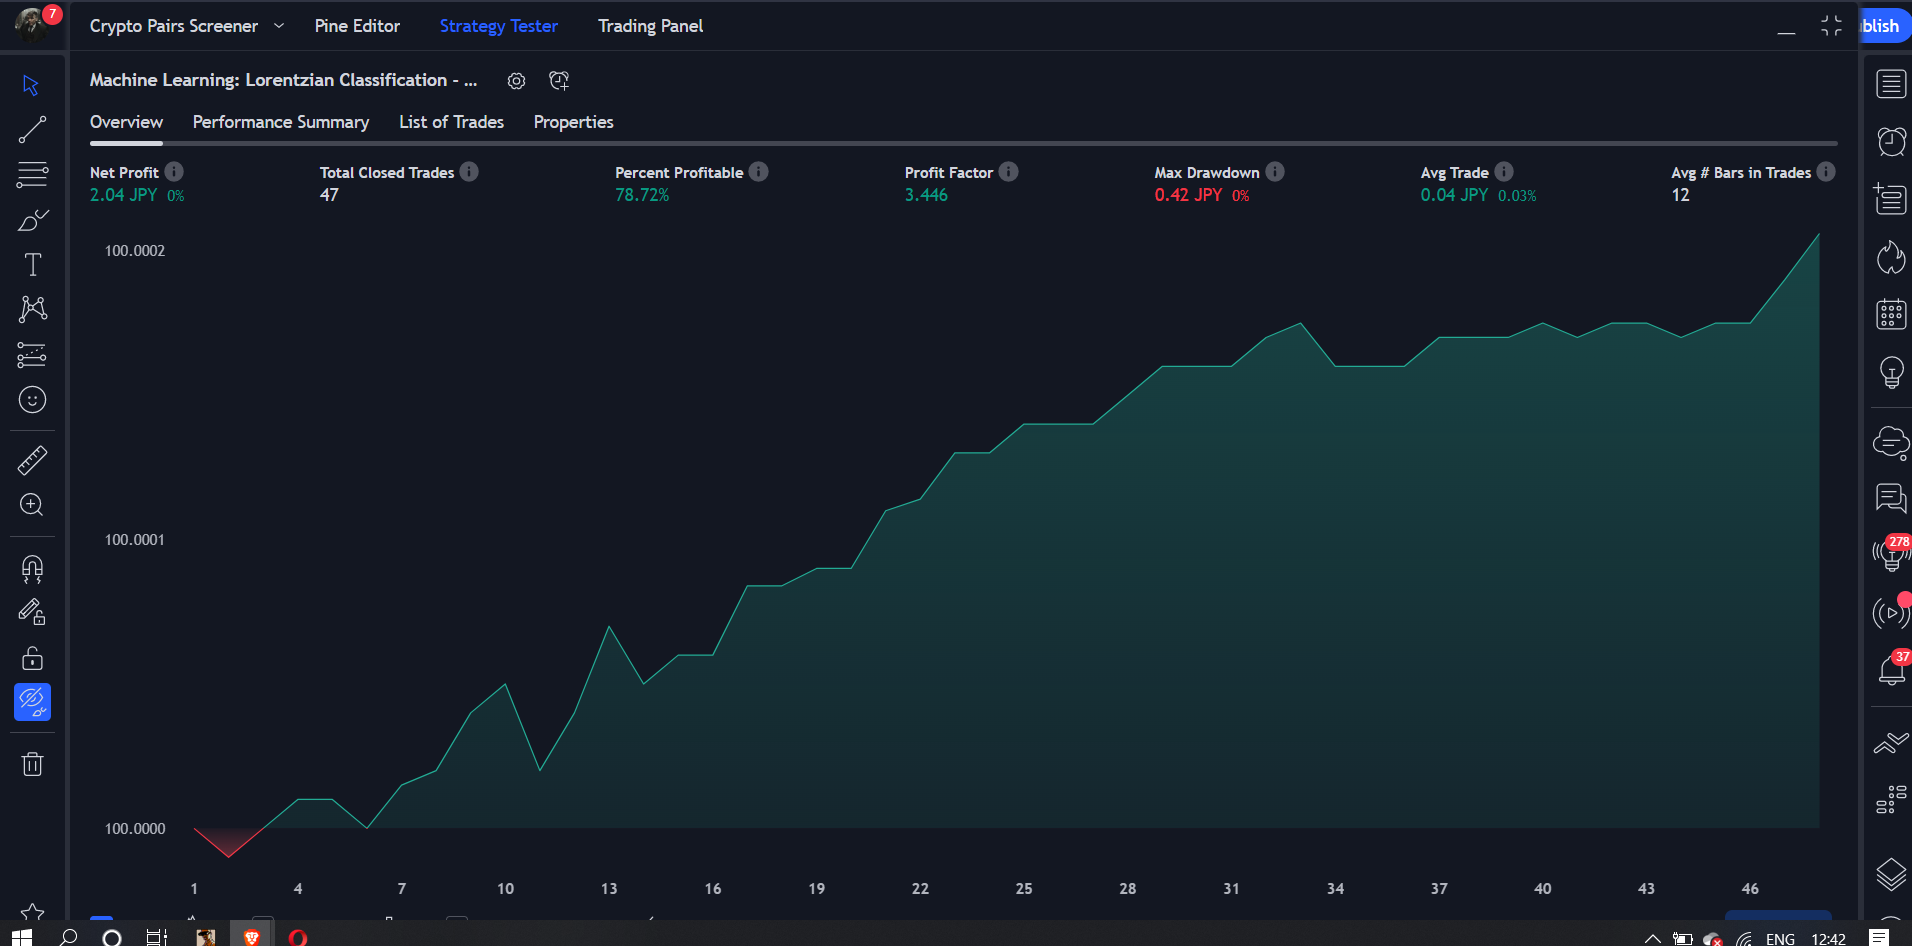 7
Crypto Pairs Screener Pine Editor Strategy Tester Trading Panel
blish
Machine Learning: Lorentzian Classification - ...
Overview Performance Summary List of Trades Properties
Net Profit Total Closed Trades Percent Profitable Profit Factor Max Drawdown Avg Trade Avg # Bars in Trades
2.04 JPY 0% 47 78.72% 3.446 0.42 JPY 0% 0.04 JPY 0.03% 12
100.0002
100.0001
278
37
100.0000
1 4 7 10 13 16 19 22 25 28 31 34 37 40 43 46
ENG 12:42